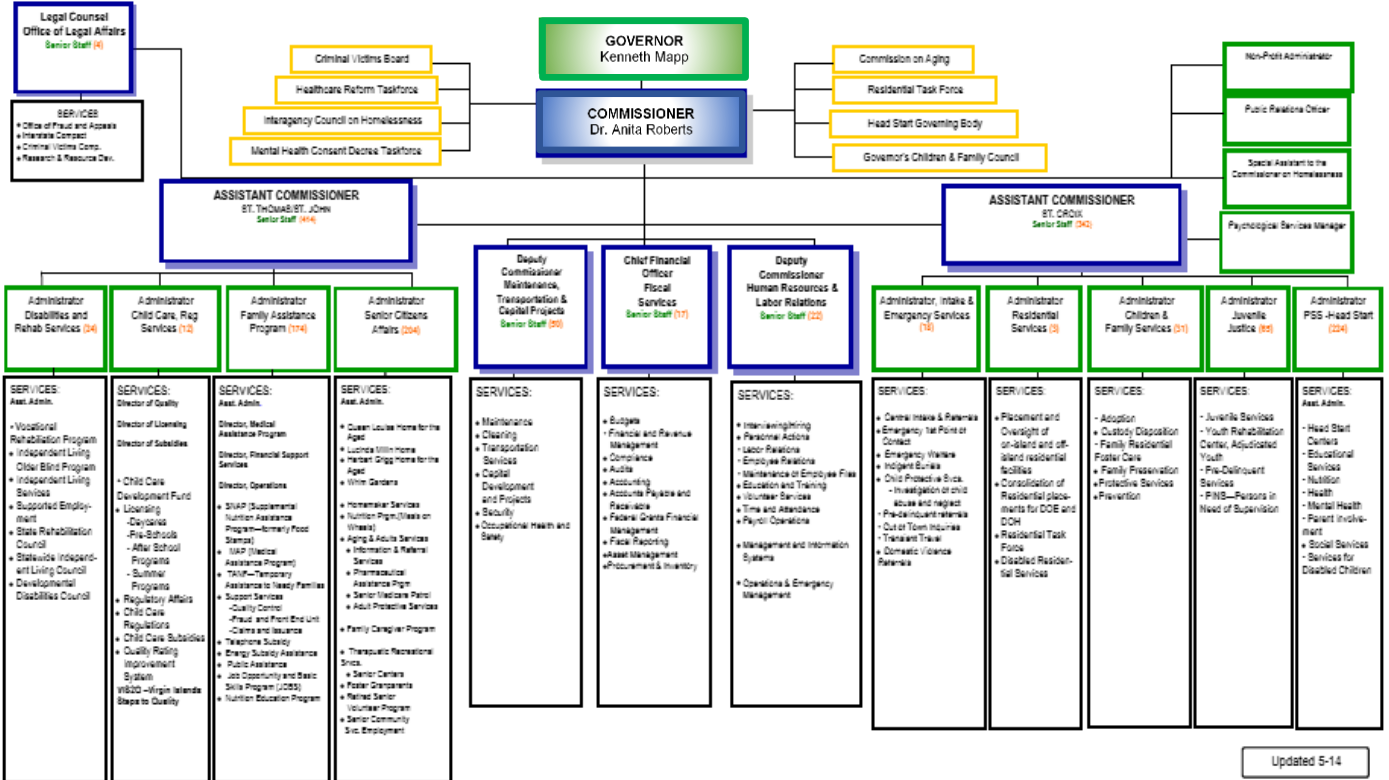 Legal Counsel
Office of Legal Affairs
Senior Staff (4)
SERVICES
● Office of Fraud and Appeals
● Interstate Compact
● Criminal Victims Comp.
● Research & Resource Dev.
GOVERNOR
Kenneth Mapp
COMMISSIONER
Dr. Anita Roberts
Criminal Victims Board
Healthcare Reform Taskforce
Interagency Council on Homelessness
Mental Health Consent Decree Taskforce
Commission on Aging
Residential Task Force
Head Start Governing Body
Governor's Children & Family Council
Non-Profit Administrator
Public Relations Officer
Special Assistant to the
Commissioner on Homelessness
Psychological Services Manager
ASSISTANT COMMISSIONER
ST. THOMAS/ST. JOHN
Senior Staff (414)
ASSISTANT COMMISSIONER
ST. CROIX
Senior Staff (342)
Deputy
Commissioner
Maintenance,
Transportation &
Capital Projects
Senior Staff (50)
Chief Financial
Officer
Fiscal
Services
Senior Staff (17)
Deputy
Commissioner
Human Resources &
Labor Relations
Senior Staff (22)
Administrator
Disabilities and
Rehab Services (24)
Administrator
Child Care, Reg
Services (12)
Administrator
Family Assistance
Program (174)
Administrator
Senior Citizens
Affairs (204)
Administrator, Intake &
Emergency Services
Administrator
Residential
Services (3)
Administrator
Children &
Family Services (31)
Administrator
Juvenile
Justice
Administrator
PSS -Head Start
(224)
SERVICES:
Asst. Admin.
- Vocational
Rehabilitation Program
● Independent Living
Older Blind Program
● Independent Living
Services
● Supported Employ-
ment
● State Rehabilitation
Council
● Statewide Independ-
ent Living Council
● Developmental
Disabilities Council
SERVICES:
Director of Quality
Director of Licensing
Director of Subsidies
- Child Care
Development Fund
● Licensing
-Daycares
-Pre-Schools
- After School
Programs
- Summer
Programs
● Regulatory Affairs
● Child Care
Regulations
● Child Care Subsidies
● Quality Rating
Improvement
System
VIS2Q –Virgin Islands
Steps to Quality
SERVICES:
Asst. Admin.
Director, Medical
Assistance Program
Director, Financial Support
Services
Director, Operations
● SNAP (Supplemental
Nutrition Assistance
Program—formerly Food
Stamps)
● MAP (Medical
Assistance Program)
● TANF—Temporary
Assistance to Needy Families
● Support Services
-Quality Control
-Fraud and Front End Unit
-Claims and Issuance
● Telephone Subsidy
● Energy Subsidy Assistance
● Public Assistance
● Job Opportunity and Basic
Skills Program (JOBS)
● Nutrition Education Program
SERVICES:
Asst. Admin.
● Queen Louise Home for the
Aged
● Lucinda Millin Home
● Herbert Grigg Home for the
Aged
● Whim Gardens
● Homemaker Services
● Nutrition Prgm.(Meals on
Wheels)
● Aging & Adults Services
● Information & Referral
Services
● Pharmaceutical
Assistance Prgm
● Senior Medicare Patrol
● Adult Protective Services
● Family Caregiver Program
● Therapuetic Recreational
Srvcs.
● Senior Centers
● Foster Granparents
● Retired Senior
Volunteer Program
● Senior Community
Svc. Employment
SERVICES:
● Maintenance
● Cleaning
● Transportation
Services
● Capital
Development
and Projects
● Security
● Occupational Health and
Safety
SERVICES:
● Budgets
- Financial and Revenue
Management
● Compliance
● Audits
● Accounting
● Accounts Payable and
Receivable
● Federal Grants Financial
Management
● Fiscal Reporting
●Asset Management
●Procurement & Inventory
SERVICES:
● Interviewing/Hiring
● Personnel Actions
- Labor Relations
- Employee Relations
- Maintenance of Employee Files
● Education and Training
● Volunteer Services
● Time and Attendance
● Payroll Operations
● Management and Information
Systems
● Operations & Emergency
Management
SERVICES:
● Central Intake & Referrals
● Emergency 1st Point of
Contact
● Emergency Welfare
● Indigent Burials
● Child Protective Svcs.
- Investigation of child
abuse and neglect
- Pre-delinquent referrals
- Out of Town Inquiries
- Transient Travel
● Domestic Violence
Referrals
SERVICES:
● Placement and
Oversight of
on-island and off-
island residential
facilities
● Consolidation of
Residential place-
ments for DOE and
DOH
● Residential Task
Force
● Disabled Residen-
tial Services
SERVICES:
- Adoption
● Custody Disposition
- Family Residential
Foster Care
● Family Preservation
●Protective Services
● Prevention
SERVICES:
- Juvenile Services
- Youth Rehabilitation
Center, Adjudicated
Youth
- Pre-Delinquent
Services
- PINS—Persons in
Need of Supervision
SERVICES:
Asst. Admin.
- Head Start
Centers
- Educational
Services
- Nutrition
- Health
- Mental Health
- Parent Involve-
ment
● Social Services
- Services for
Disabled Children
Updated 5-14